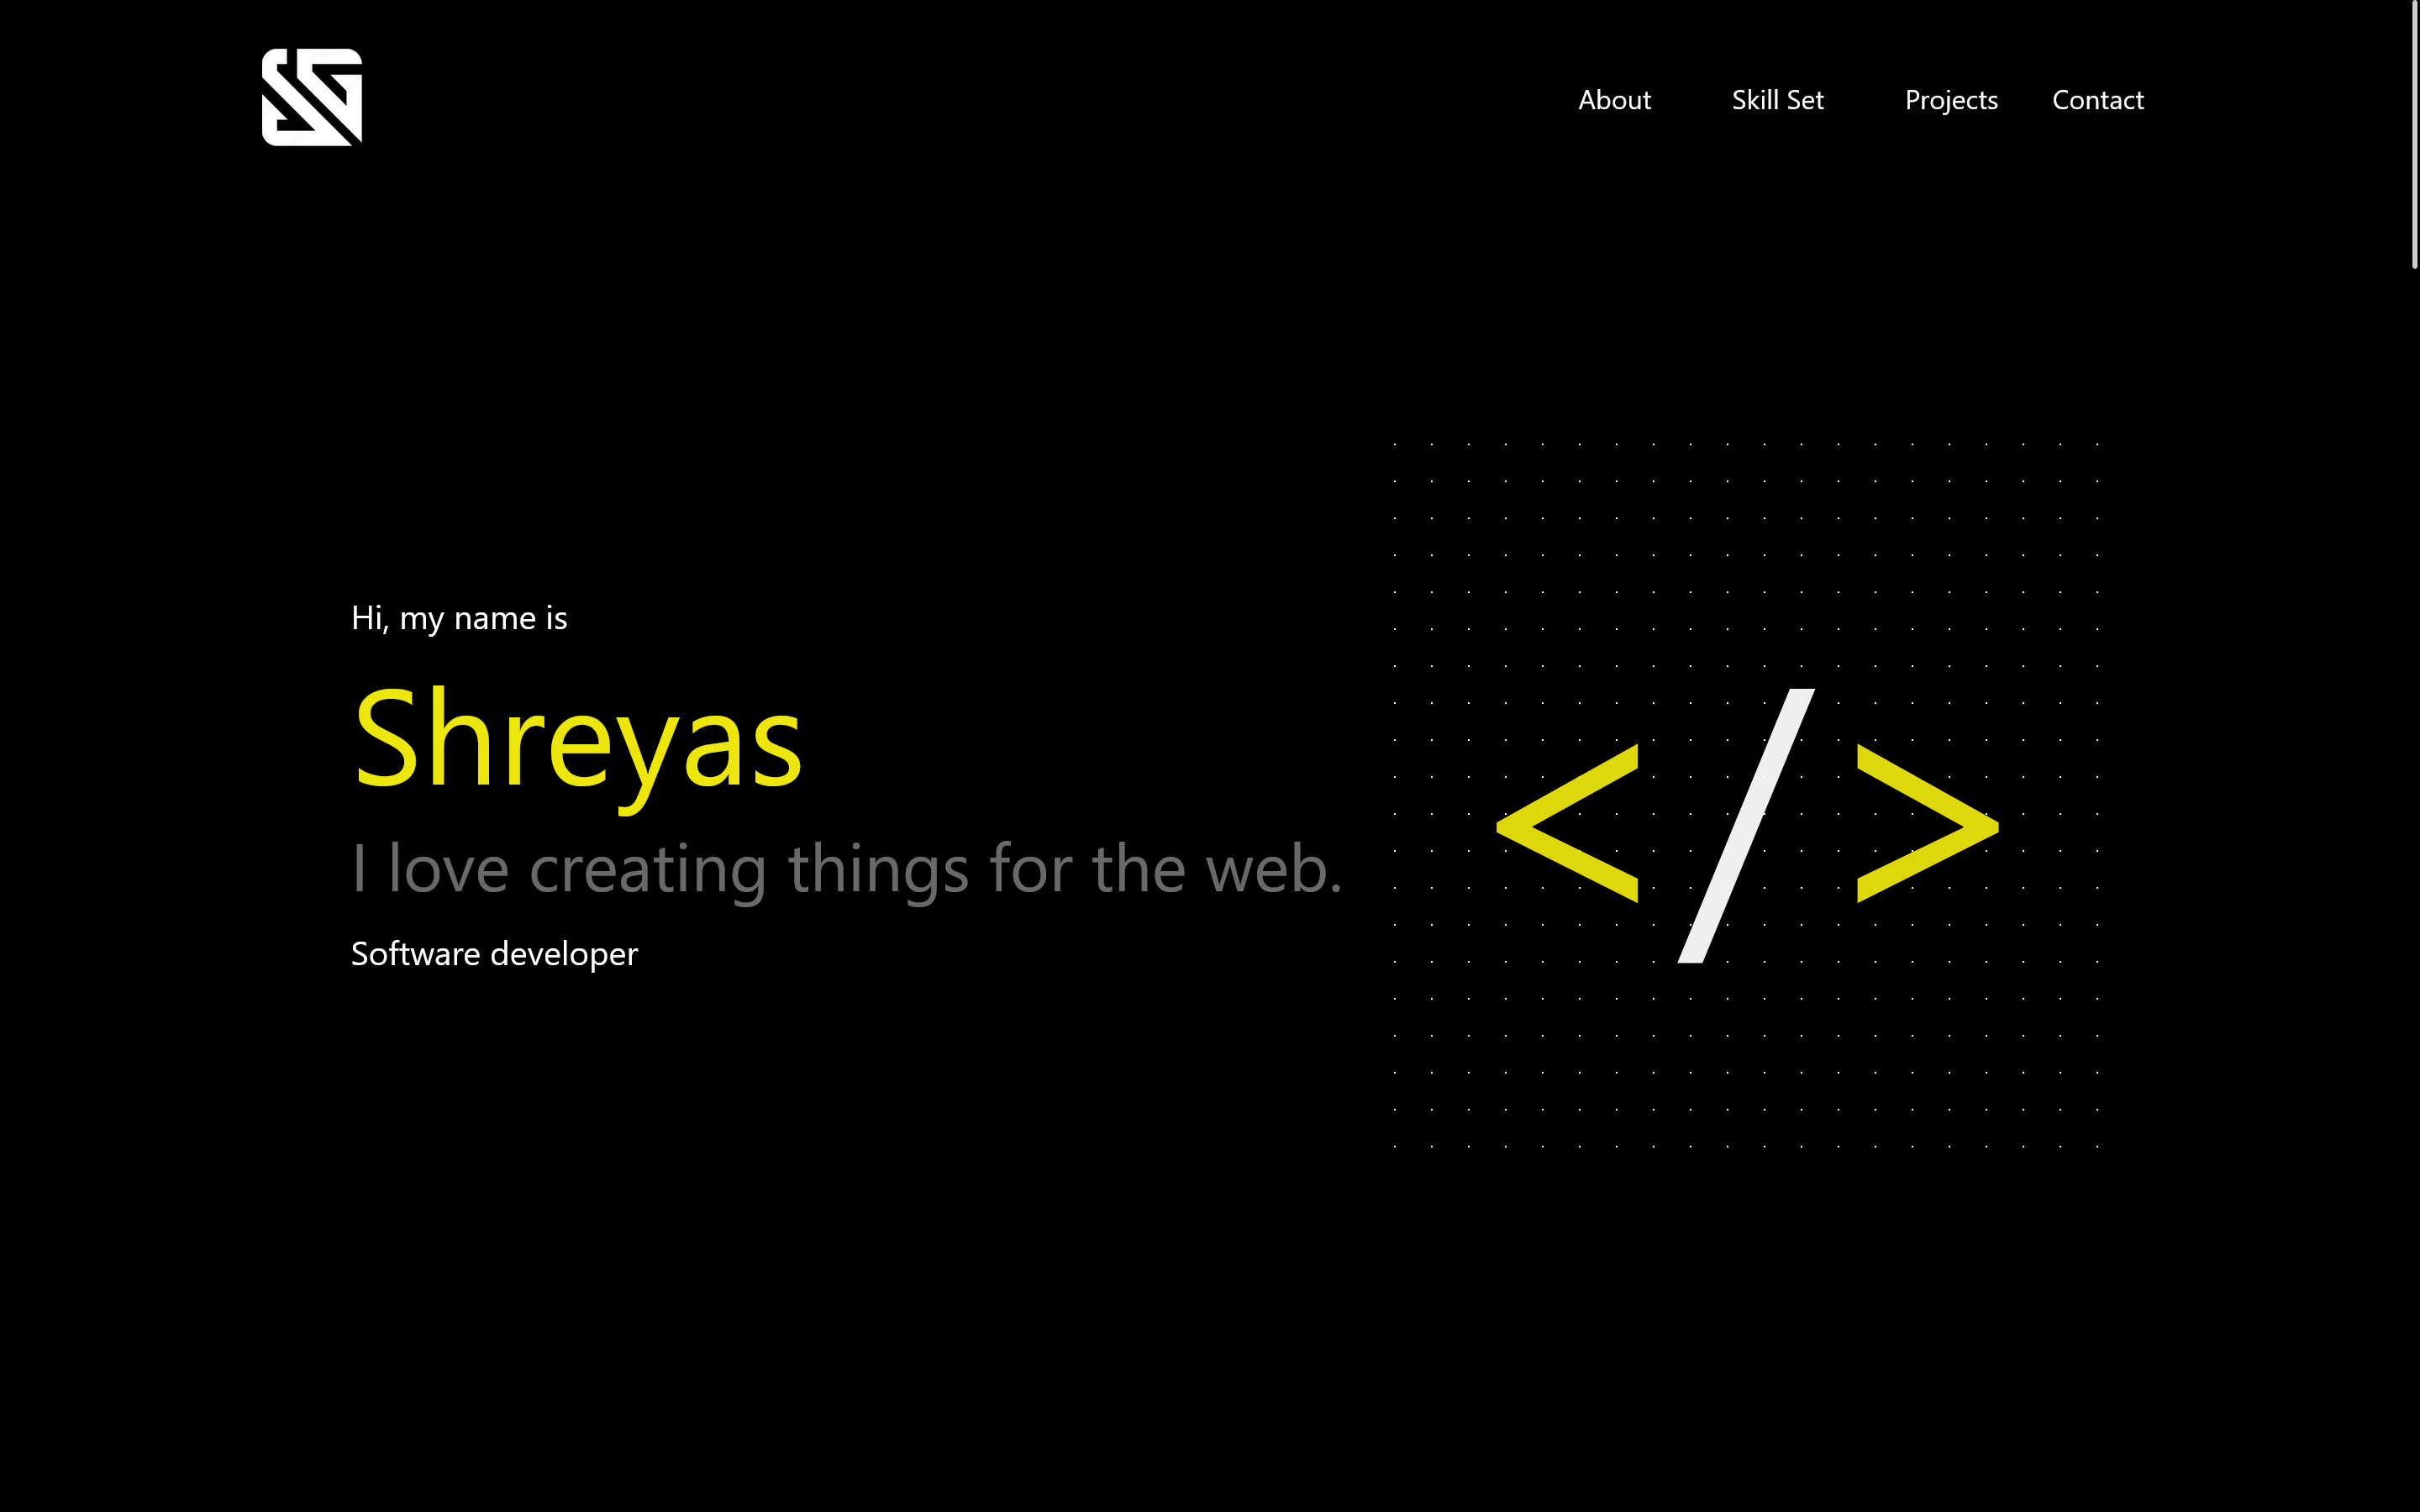 About Skill Set Projects Contact
Hi, my name is
Shreyas
I love creating things for the web.
Software developer
</>